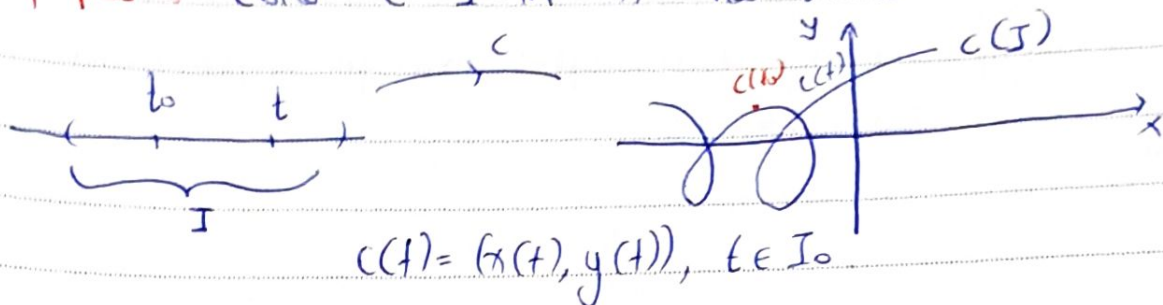 c
y
c(I)
t₀ t
c(t₀) c(t)
x
I
c(t) = (x(t), y(t)), t ∈ I₀